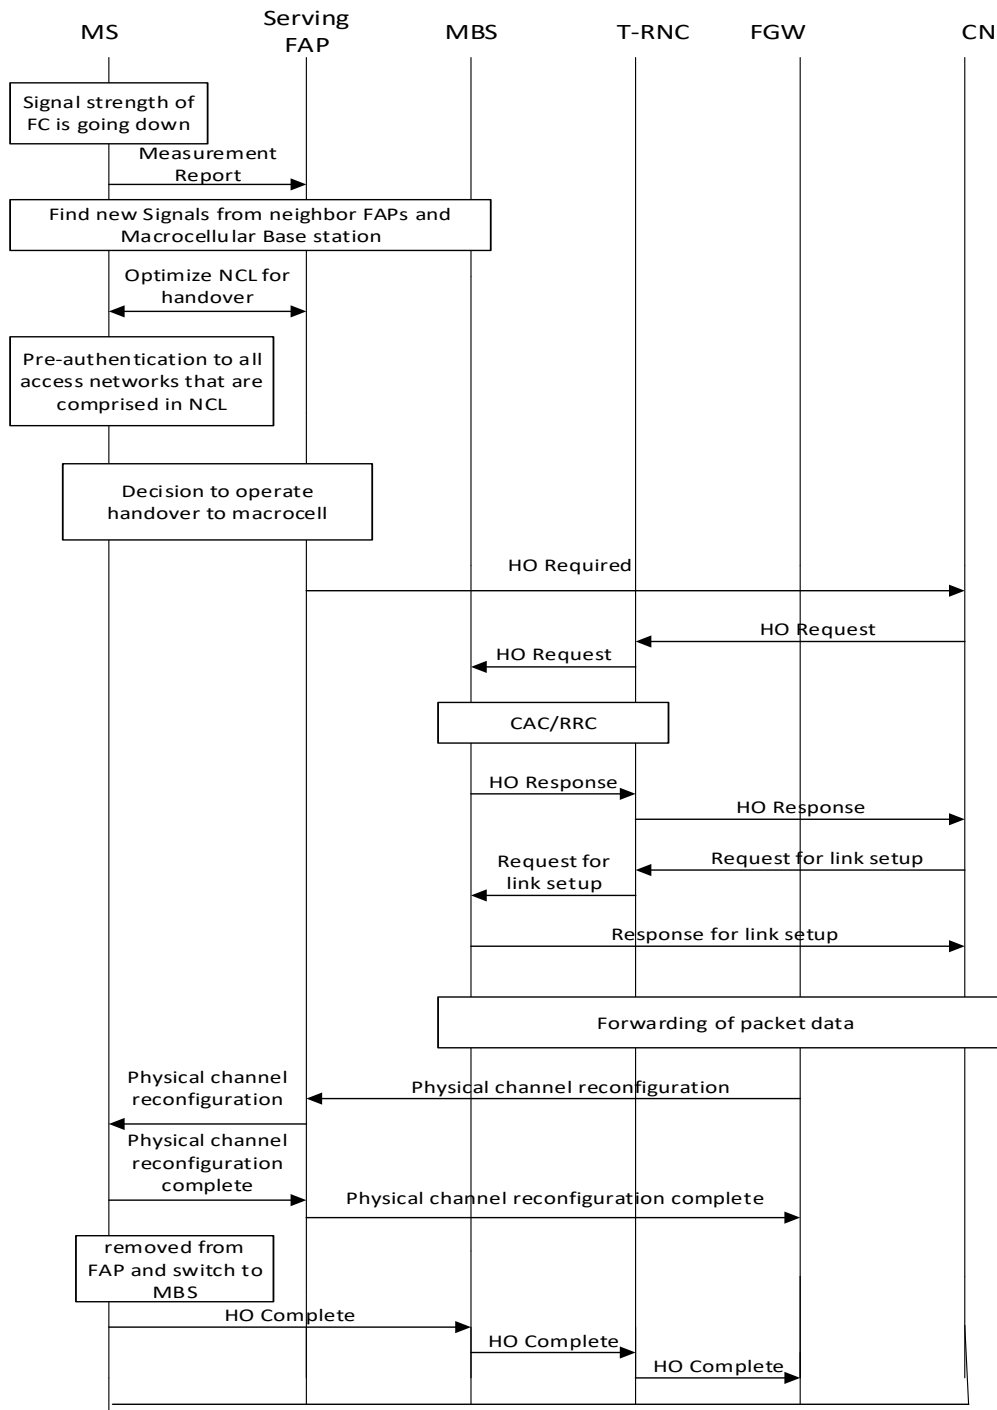 MS
Serving
FAP
MBS
T-RNC
FGW
CN
Signal strength of
FC is going down
Measurement
Report
Find new Signals from neighbor FAPs and
Macrocellular Base station
Optimize NCL for
handover
Pre-authentication to all
access networks that are
comprised in NCL
Decision to operate
handover to macrocell
HO Required
HO Request
HO Request
CAC/RRC
HO Response
HO Response
Request for link setup
Request for
link setup
Response for link setup
Forwarding of packet data
Physical channel reconfiguration
Physical channel
reconfiguration
Physical channel
reconfiguration
complete
Physical channel reconfiguration complete
removed from
FAP and switch to
MBS
HO Complete
HO Complete
HO Complete